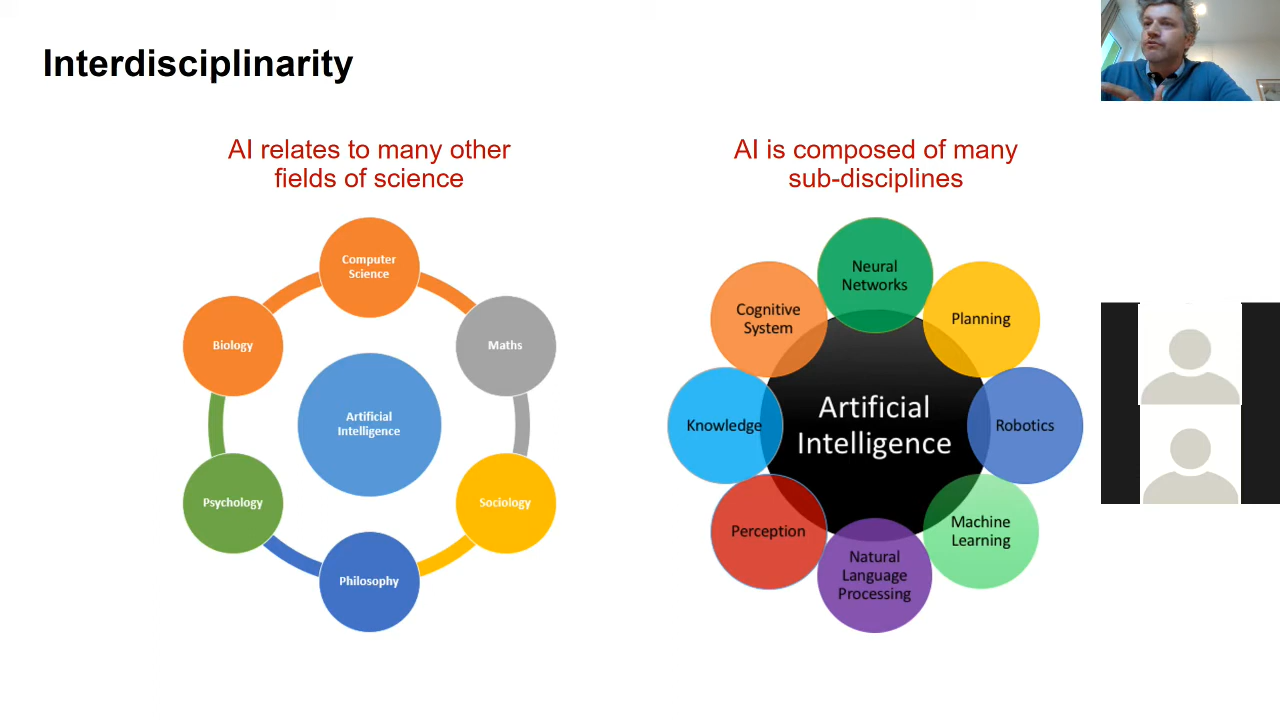 Interdisciplinarity
AI relates to many other
fields of science
Computer
Science
Biology
Maths
Artificial
Intelligence
Psychology
Sociology
Philosophy
AI is composed of many
sub-disciplines
Neural
Networks
Cognitive
System
Planning
Knowledge
Artificial
Intelligence
Robotics
Perception
Machine
Learning
Natural
Language
Processing